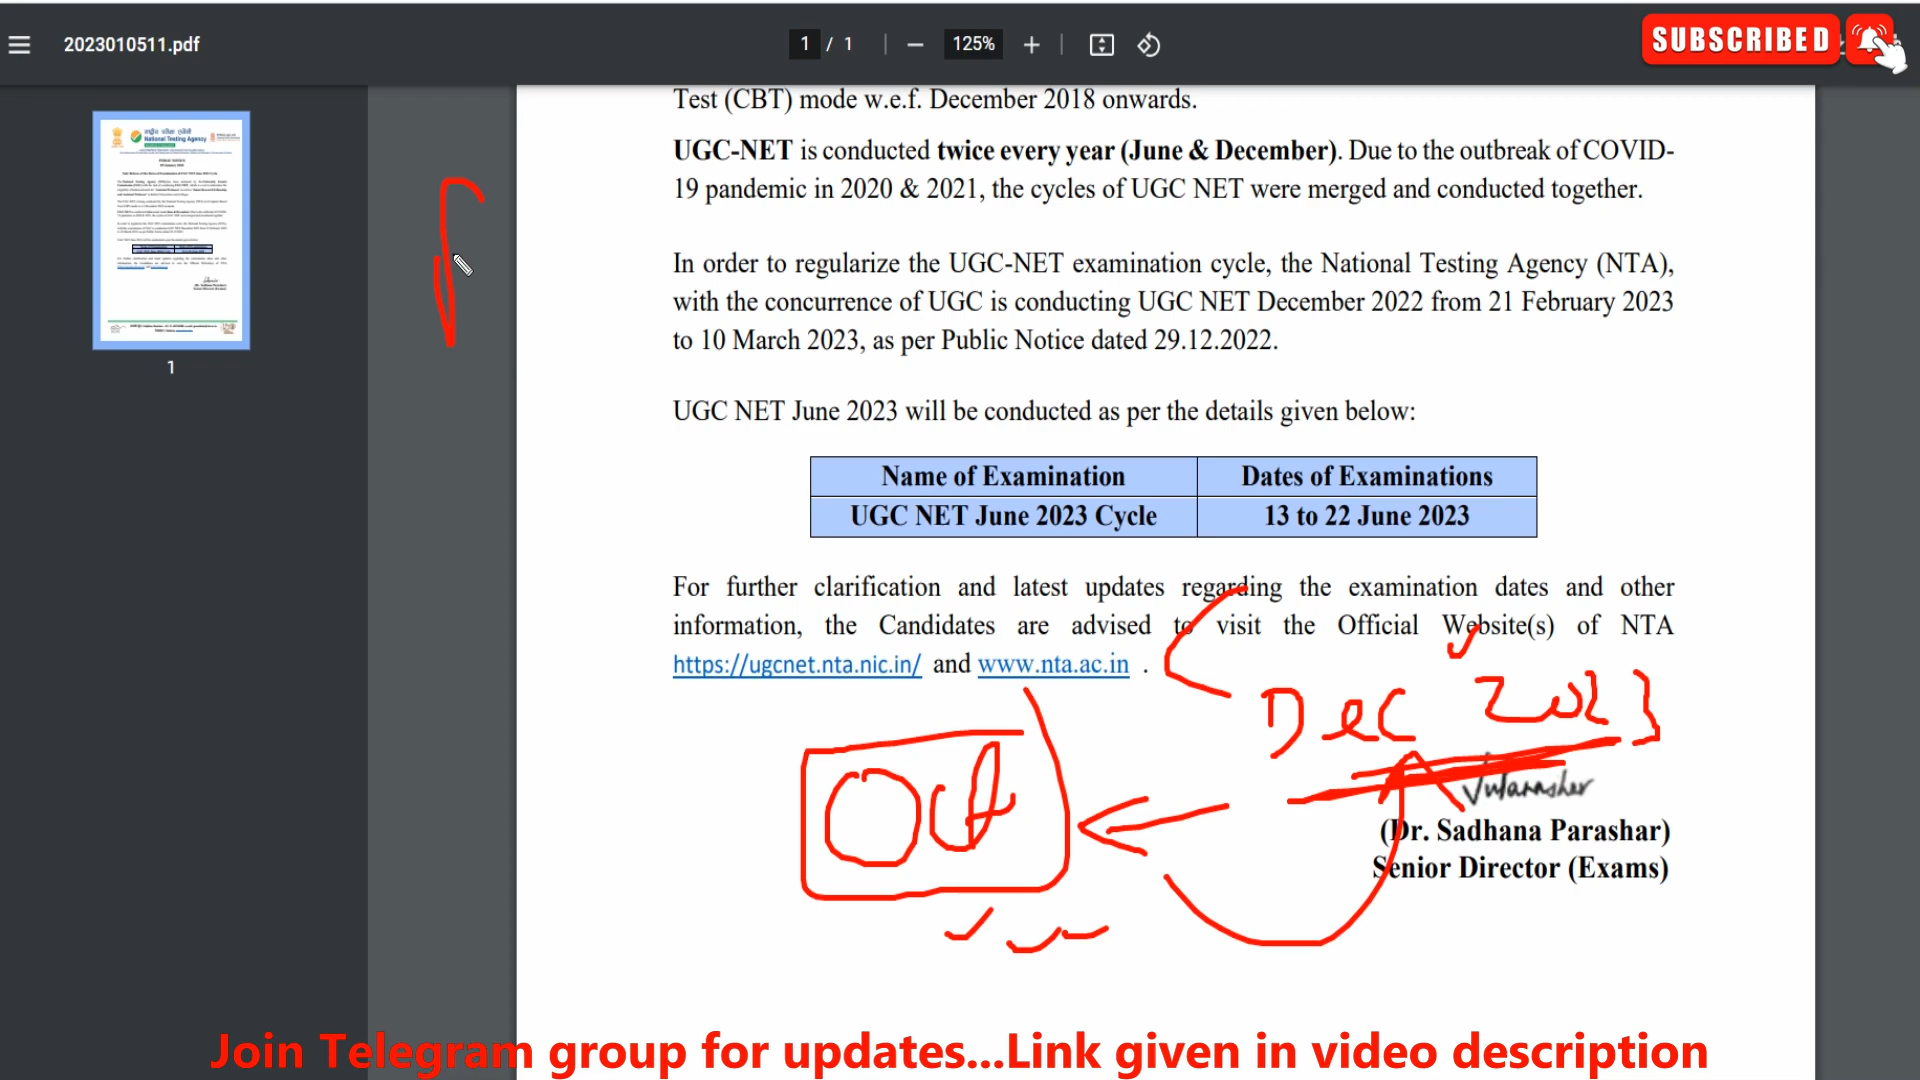 2023010511.pdf
1 / 1
125%
SUBSCRIBED
1
Test (CBT) mode w.e.f. December 2018 onwards.
UGC-NET is conducted twice every year (June & December). Due to the outbreak of COVID-
19 pandemic in 2020 & 2021, the cycles of UGC NET were merged and conducted together.
In order to regularize the UGC-NET examination cycle, the National Testing Agency (NTA),
with the concurrence of UGC is conducting UGC NET December 2022 from 21 February 2023
to 10 March 2023, as per Public Notice dated 29.12.2022.
UGC NET June 2023 will be conducted as per the details given below:
Name of Examination Dates of Examinations
UGC NET June 2023 Cycle 13 to 22 June 2023
For further clarification and latest updates regarding the examination dates and other
information, the Candidates are advised to visit the Official Website(s) of NTA
https://ugcnet.nta.nic.in/ and www.nta.ac.in .
Dec 2023
Oct
(Dr. Sadhana Parashar)
Senior Director (Exams)
Join Telegram group for updates...Link given in video description